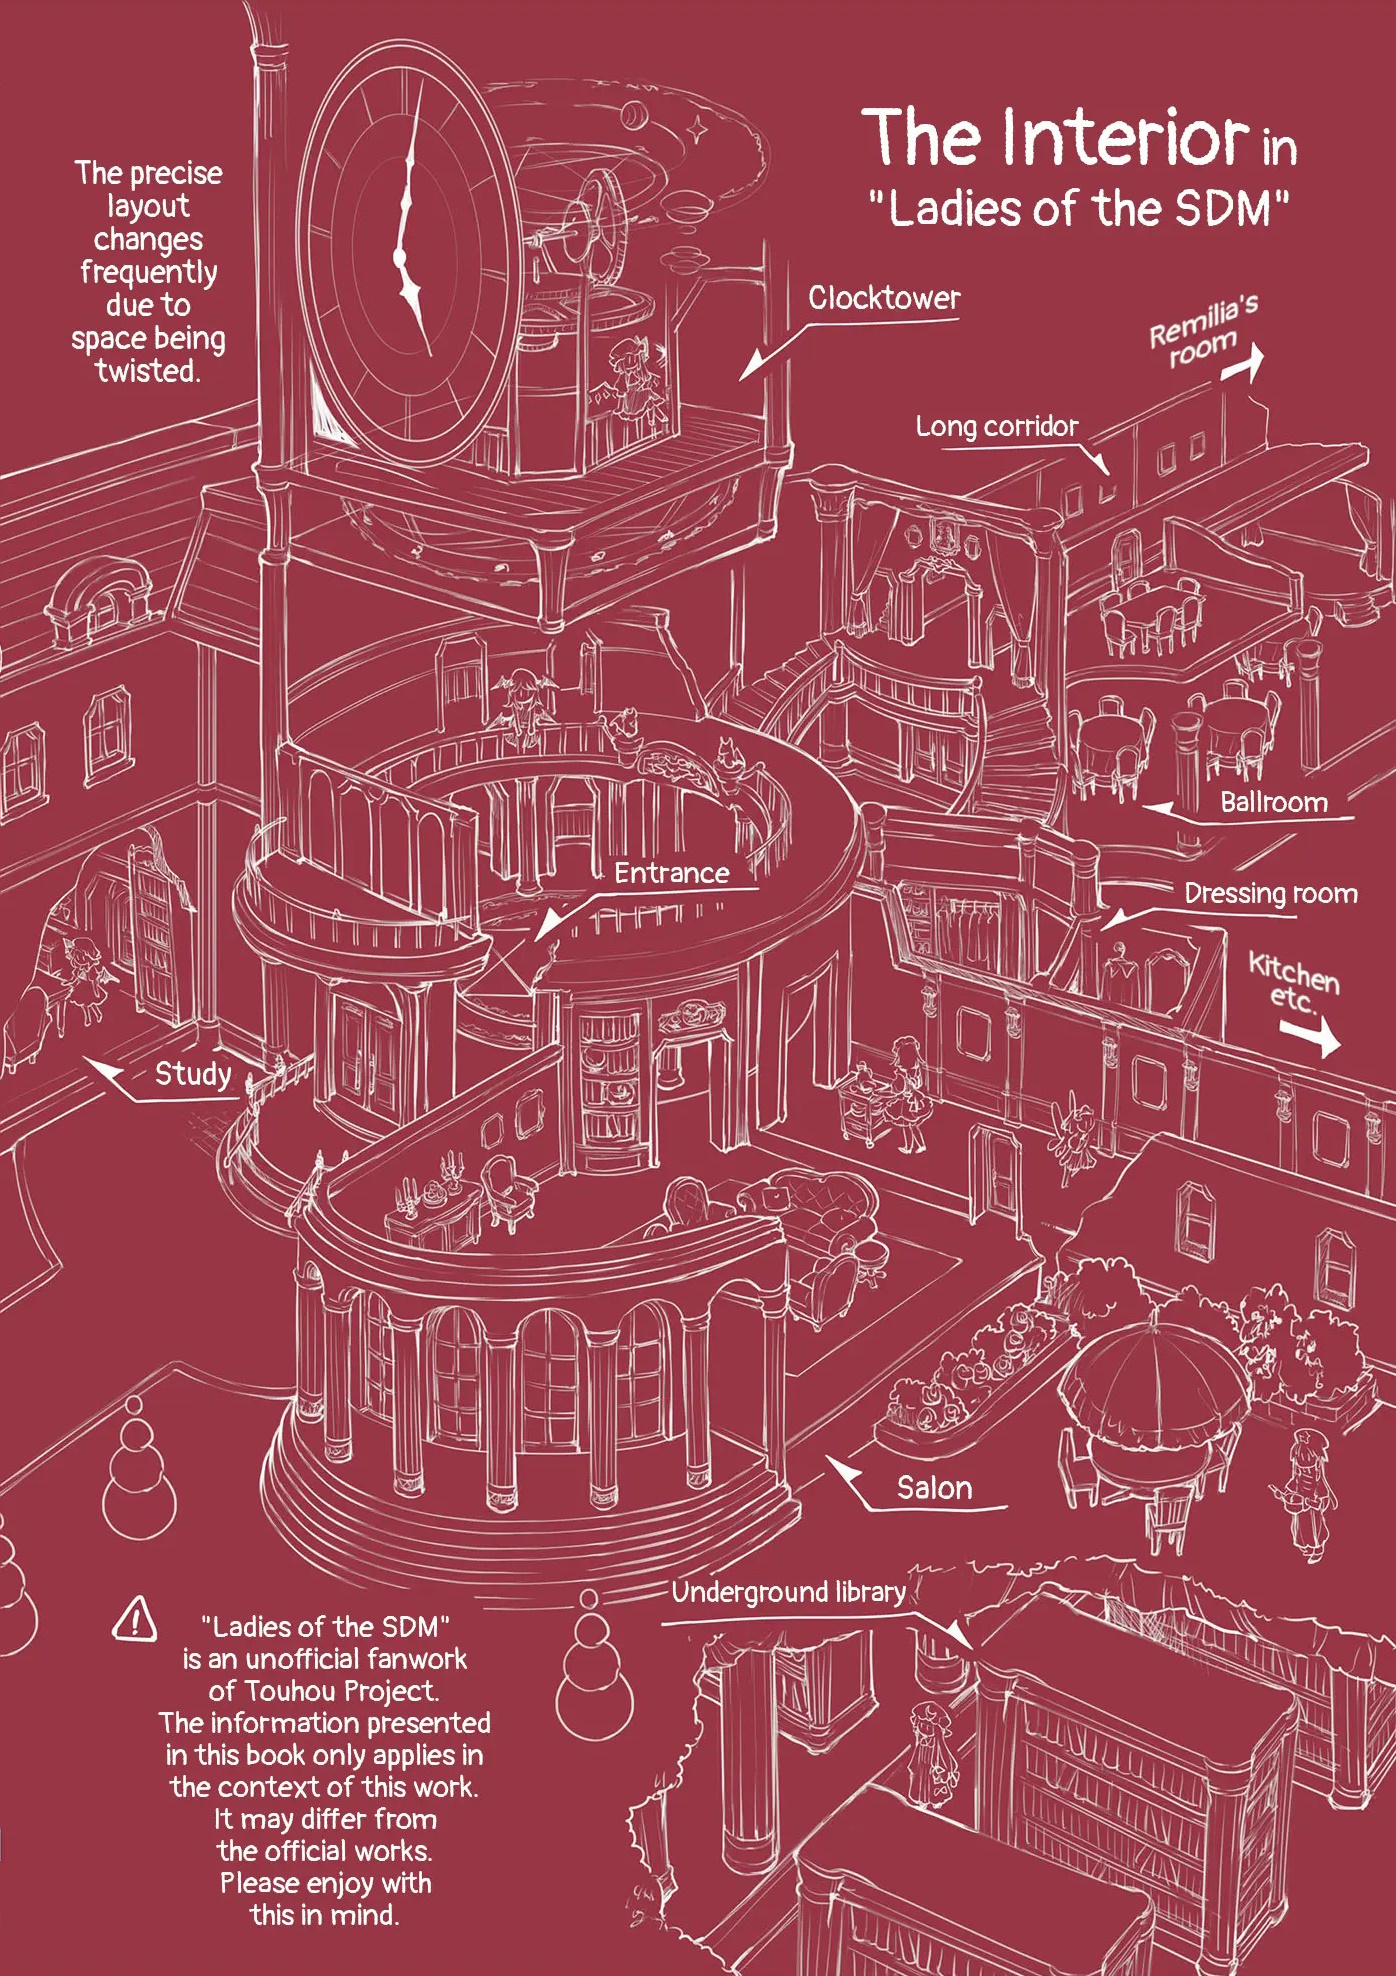 The Interior in
"Ladies of the SDM"
The precise
layout
changes
frequently
due to
space being
twisted.
Clocktower
Remilia's
room
Long corridor
Ballroom
Entrance
Dressing room
Kitchen
etc.
Study
Salon
Underground library
"Ladies of the SDM"
is an unofficial fanwork
of Touhou Project.
The information presented
in this book only applies in
the context of this work.
It may differ from
the official works.
Please enjoy with
this in mind.